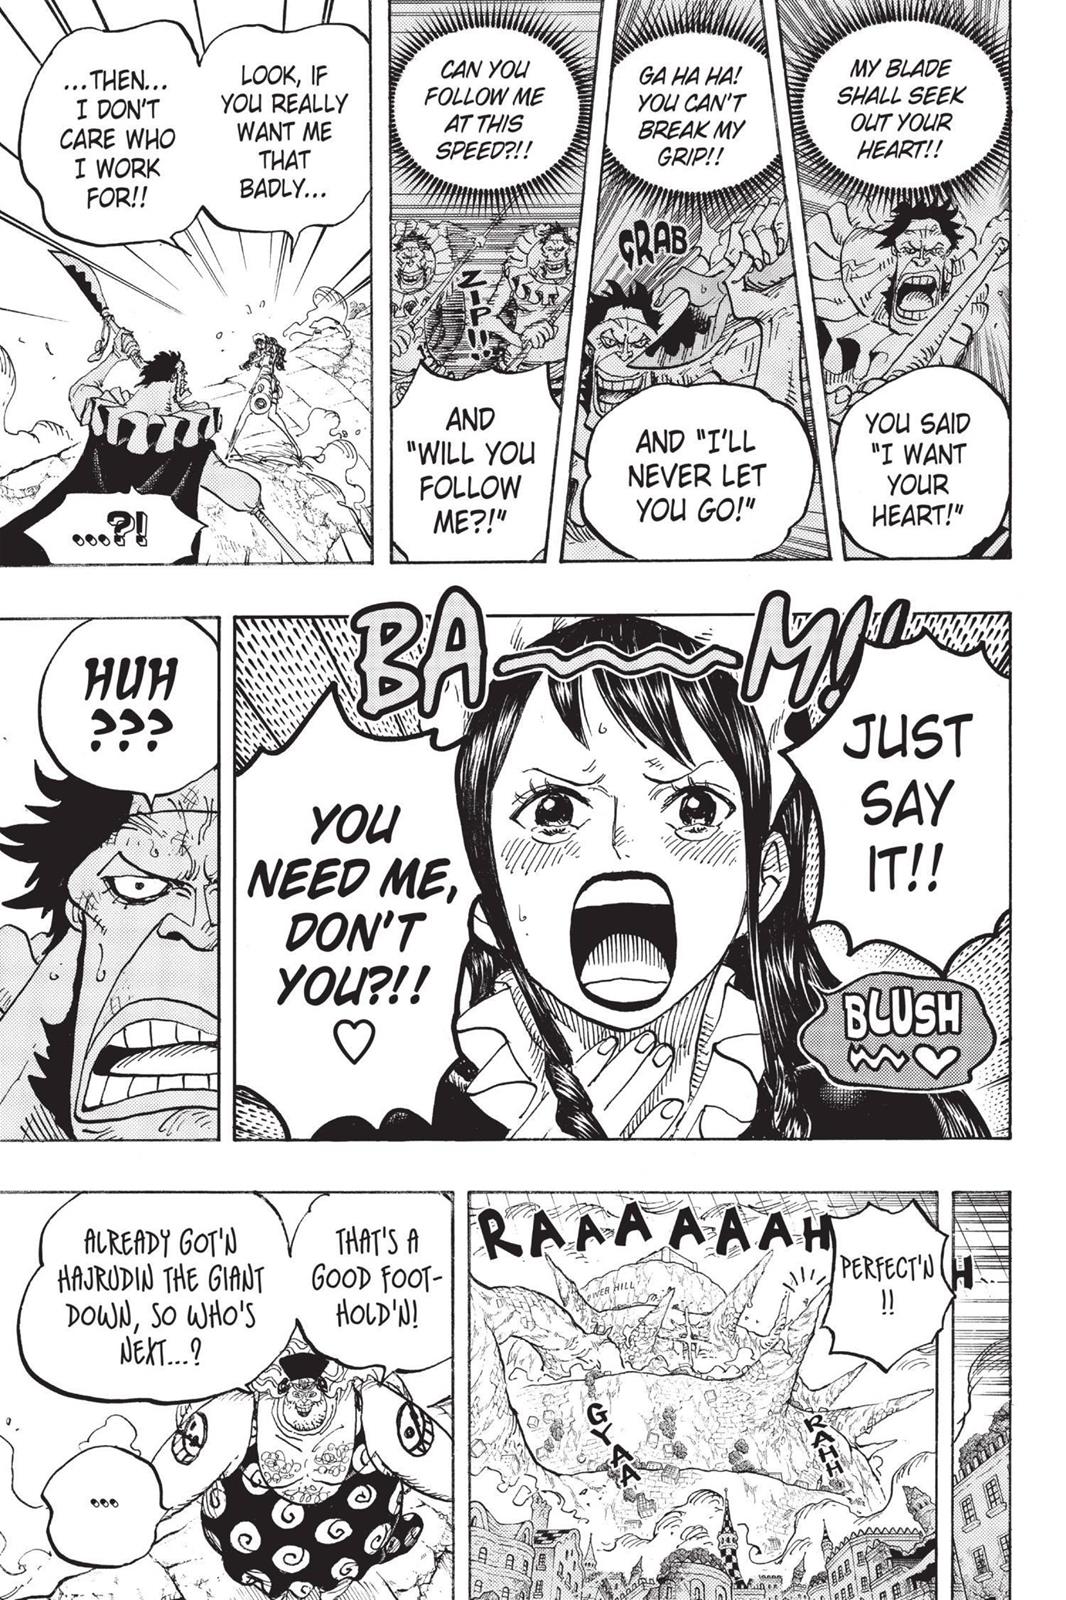 MY BLADE
SHALL SEEK
OUT YOUR
HEART!!
YOU SAID
"I WANT
YOUR
HEART!"
GA HA HA!
YOU CAN'T
BREAK MY
GRIP!!
GRAB
AND "I'LL
NEVER LET
YOU GO!"
CAN YOU
FOLLOW ME
AT THIS
SPEED?!!
ZIP!!
AND
"WILL YOU
FOLLOW
ME?!"
LOOK, IF
YOU REALLY
WANT ME
THAT
BADLY...
...THEN...
I DON'T
CARE WHO
I WORK
FOR!!
...?!
BA M!!
JUST
SAY
IT!!
YOU
NEED ME,
DON'T
YOU?!!
♡
BLUSH
♥
HUH
???
H
RAAAAAAH
PERFECT'N
!!
GYAA
RAHH
THAT'S A
GOOD FOOT-
HOLD'N!
ALREADY GOT'N
HAJRUDIN THE GIANT
DOWN, SO WHO'S
NEXT...?
...